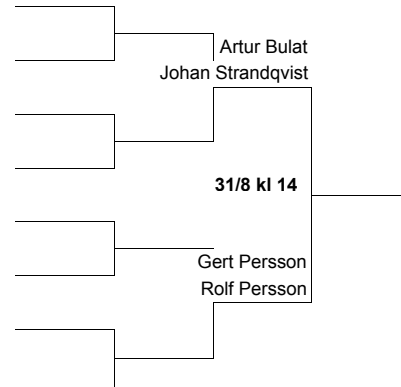 Artur Bulat
Johan Strandqvist
31/8 kl 14
Gert Persson
Rolf Persson